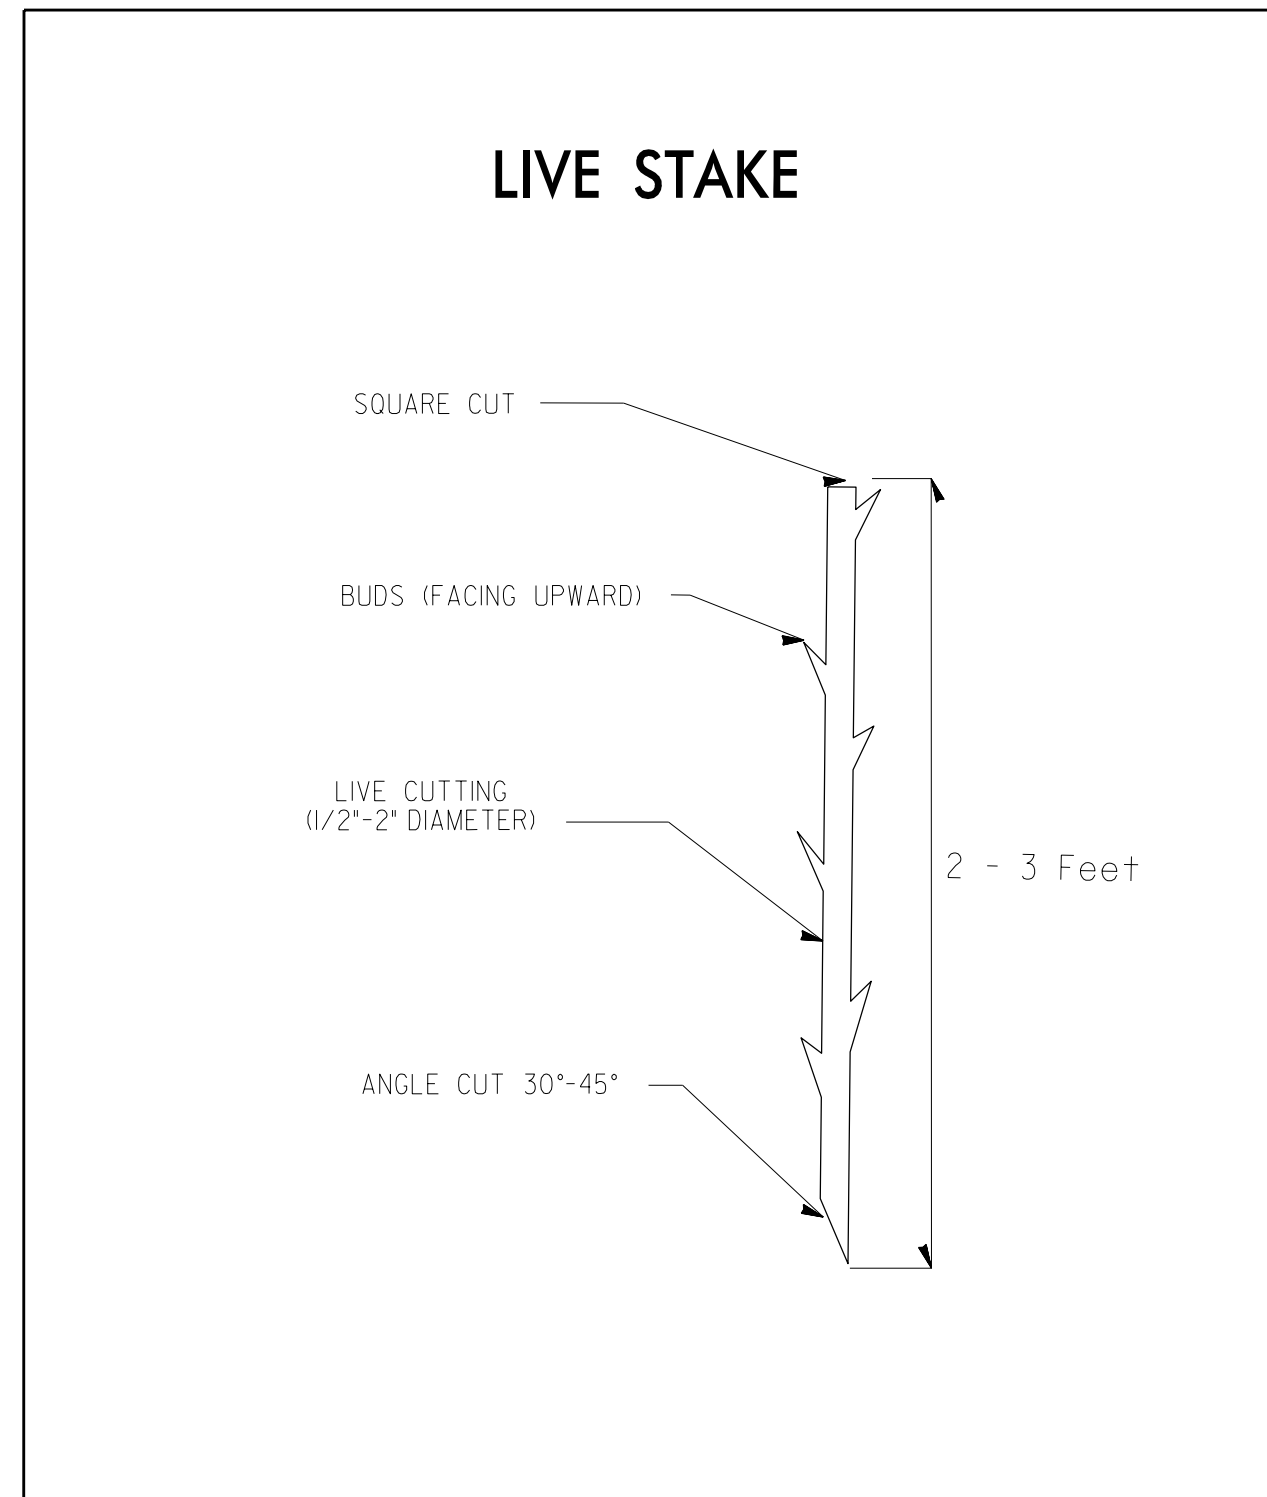 LIVE STAKE
SQUARE CUT
BUDS (FACING UPWARD)
LIVE CUTTING
(1/2"-2" DIAMETER)
2 - 3 Feet
ANGLE CUT 30°-45°